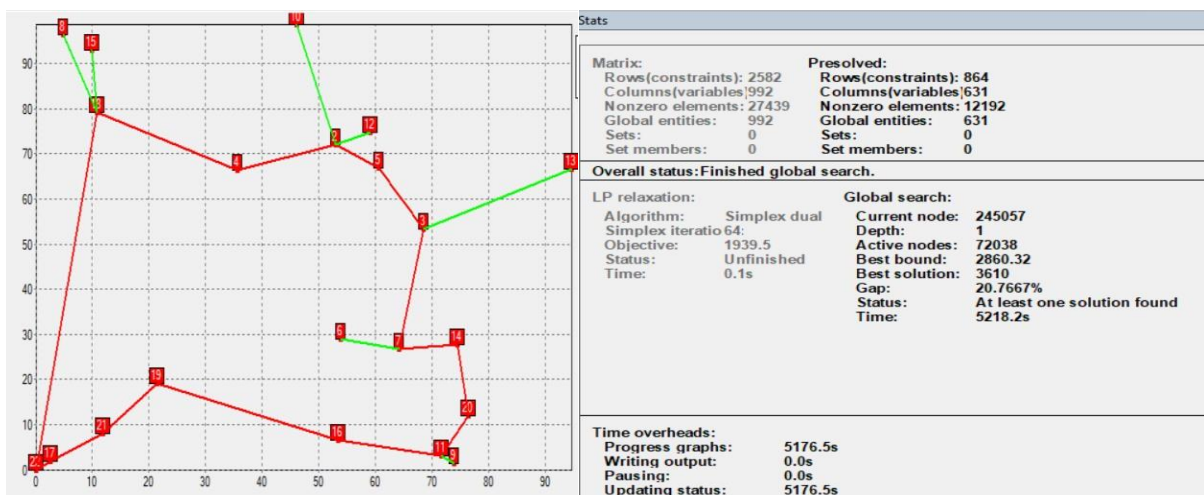 8
10
15
90
80
12
2
4
5
13
70
60
3
50
40
6
7
14
30
19
20
20
21
16
10
11
9
17
0
0 10 20 30 40 50 60 70 80 90
Stats
Matrix:
Rows(constraints): 2582
Columns(variables) 992
Nonzero elements: 27439
Global entities: 992
Sets: 0
Set members: 0
Presolved:
Rows(constraints): 864
Columns(variables) 631
Nonzero elements: 12192
Global entities: 631
Sets: 0
Set members: 0
Overall status:Finished global search.
LP relaxation:
Algorithm: Simplex dual
Simplex iteratio 64:
Objective: 1939.5
Status: Unfinished
Time: 0.1s
Global search:
Current node: 245057
Depth: 1
Active nodes: 72038
Best bound: 2860.32
Best solution: 3610
Gap: 20.7667%
Status: At least one solution found
Time: 5218.2s
Time overheads:
Progress graphs: 5176.5s
Writing output: 0.0s
Pausing: 0.0s
Updating status: 5176.5s